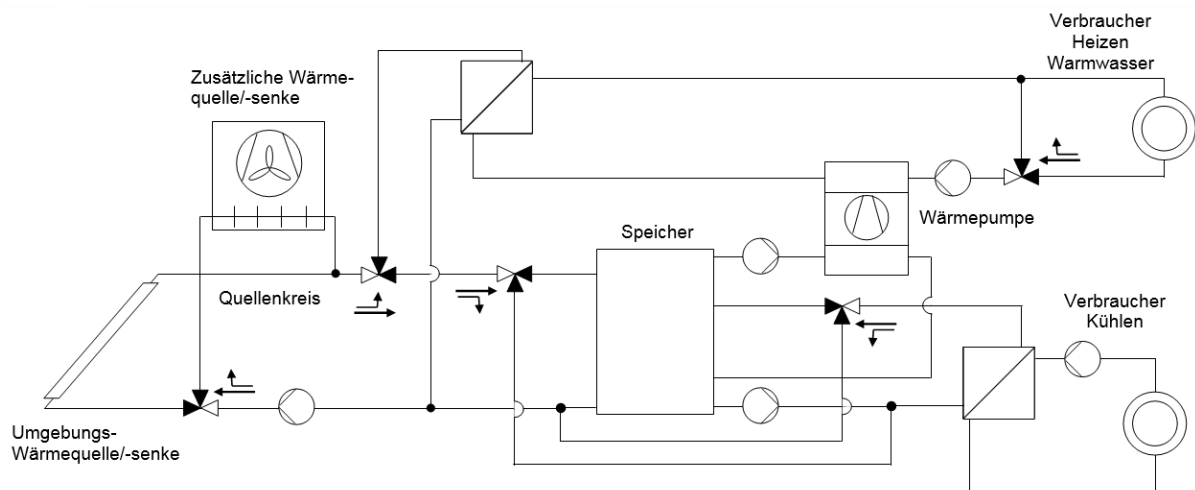 Verbraucher
Heizen
Warmwasser
Zusätzliche Wärme-
quelle/-senke
Wärmepumpe
Speicher
Quellenkreis
Verbraucher
Kühlen
Umgebungs-
Wärmequelle/-senke